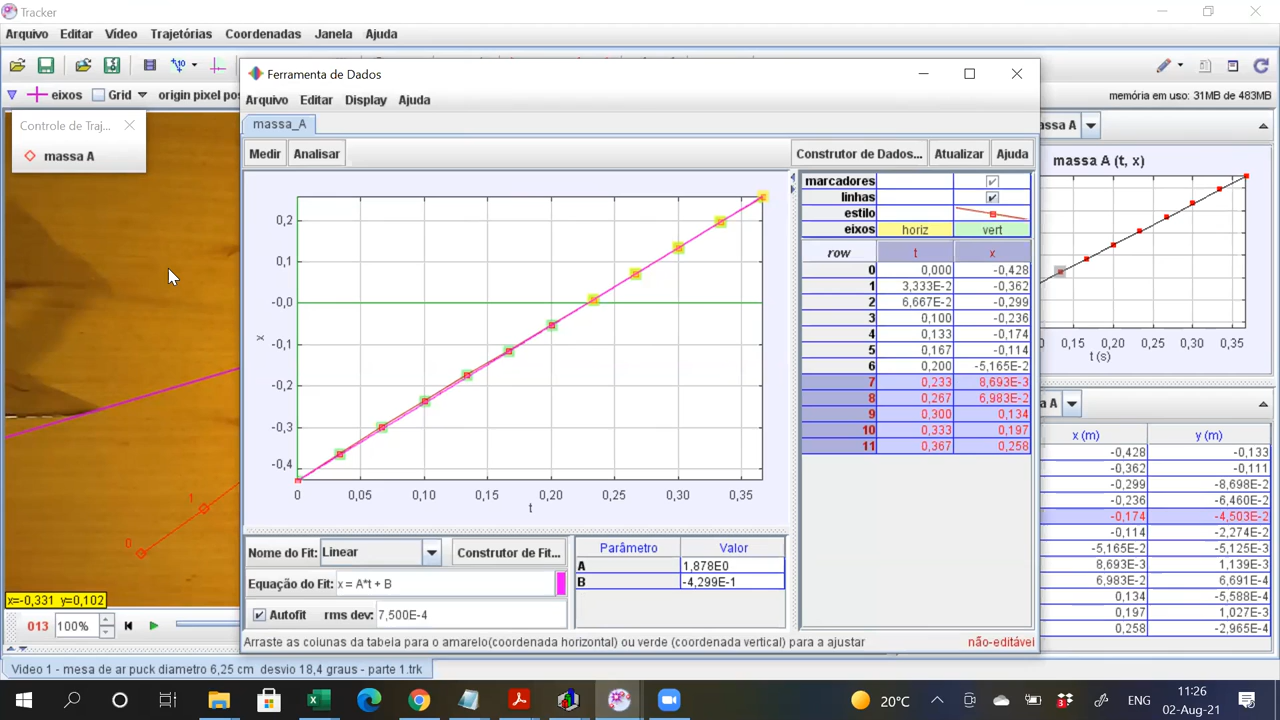 Tracker
Arquivo Editar Vídeo Trajetórias Coordenadas Janela Ajuda
eixos Grid origin pixel pos
memória em uso: 31MB de 483MB
Controle de Traj...
massa A
Ferramenta de Dados
Arquivo Editar Display Ajuda
massa_A
Medir Analisar
Construtor de Dados... Atualizar Ajuda
0,2
0,1
-0,0
-0,1
-0,2
-0,3
-0,4
x
0 0,05 0,10 0,15 0,20 0,25 0,30 0,35
t
marcadores
linhas
estilo
eixos horiz vert
row t x
0 0,000 -0,428
1 3,333E-2 -0,362
2 6,667E-2 -0,299
3 0,100 -0,236
4 0,133 -0,174
5 0,167 -0,114
6 0,200 -5,165E-2
7 0,233 8,693E-3
8 0,267 6,983E-2
9 0,300 0,134
10 0,333 0,197
11 0,367 0,258
Nome do Fit: Linear Construtor de Fit...
Equação do Fit: x = A*t + B
Autofit rms dev: 7,500E-4
Parâmetro Valor
A 1,878E0
B -4,299E-1
Arraste as colunas da tabela para o amarelo(coordenada horizontal) ou verde (coordenada vertical) para a ajustar não-editável
assa A
massa A (t, x)
0,15 0,20 0,25 0,30 0,35
t (s)
a A
x (m) y (m)
-0,428 -0,133
-0,362 -0,111
-0,299 -8,698E-2
-0,236 -6,460E-2
-0,174 -4,503E-2
-0,114 -2,274E-2
-5,165E-2 -5,125E-3
8,693E-3 1,139E-3
6,983E-2 6,691E-4
0,134 -5,588E-4
0,197 1,027E-3
0,258 -2,965E-4
0
1
x=-0,331 y=0,102
013 100%
Video 1 - mesa de ar puck diametro 6,25 cm desvio 18,4 graus - parte 1.trk
20°C
ENG
11:26
02-Aug-21